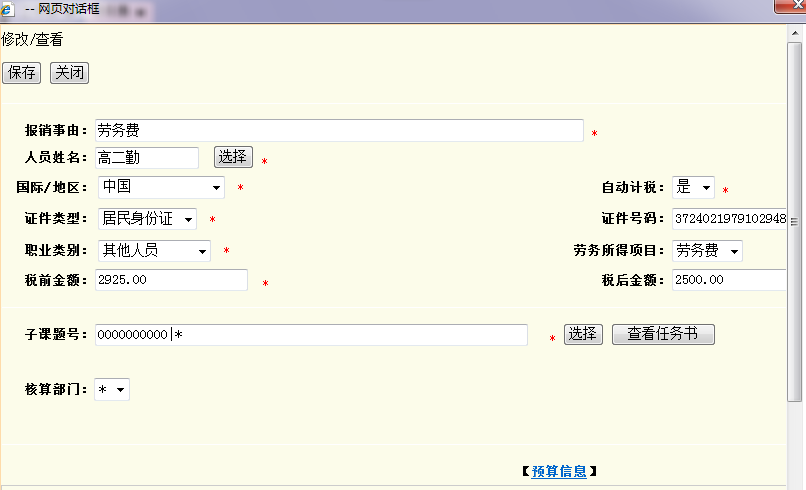 -- 网页对话框
修改/查看
保存 关闭
报销事由: 劳务费 *
人员姓名: 高二勤 选择 *
国际/地区: 中国 * 自动计税: 是 *
证件类型: 居民身份证 * 证件号码: 3724021979102948
职业类别: 其他人员 * 劳务所得项目: 劳务费
税前金额: 2925.00 * 税后金额: 2500.00
子课题号: 0000000000|* * 选择 查看任务书
核算部门: *
【预算信息】